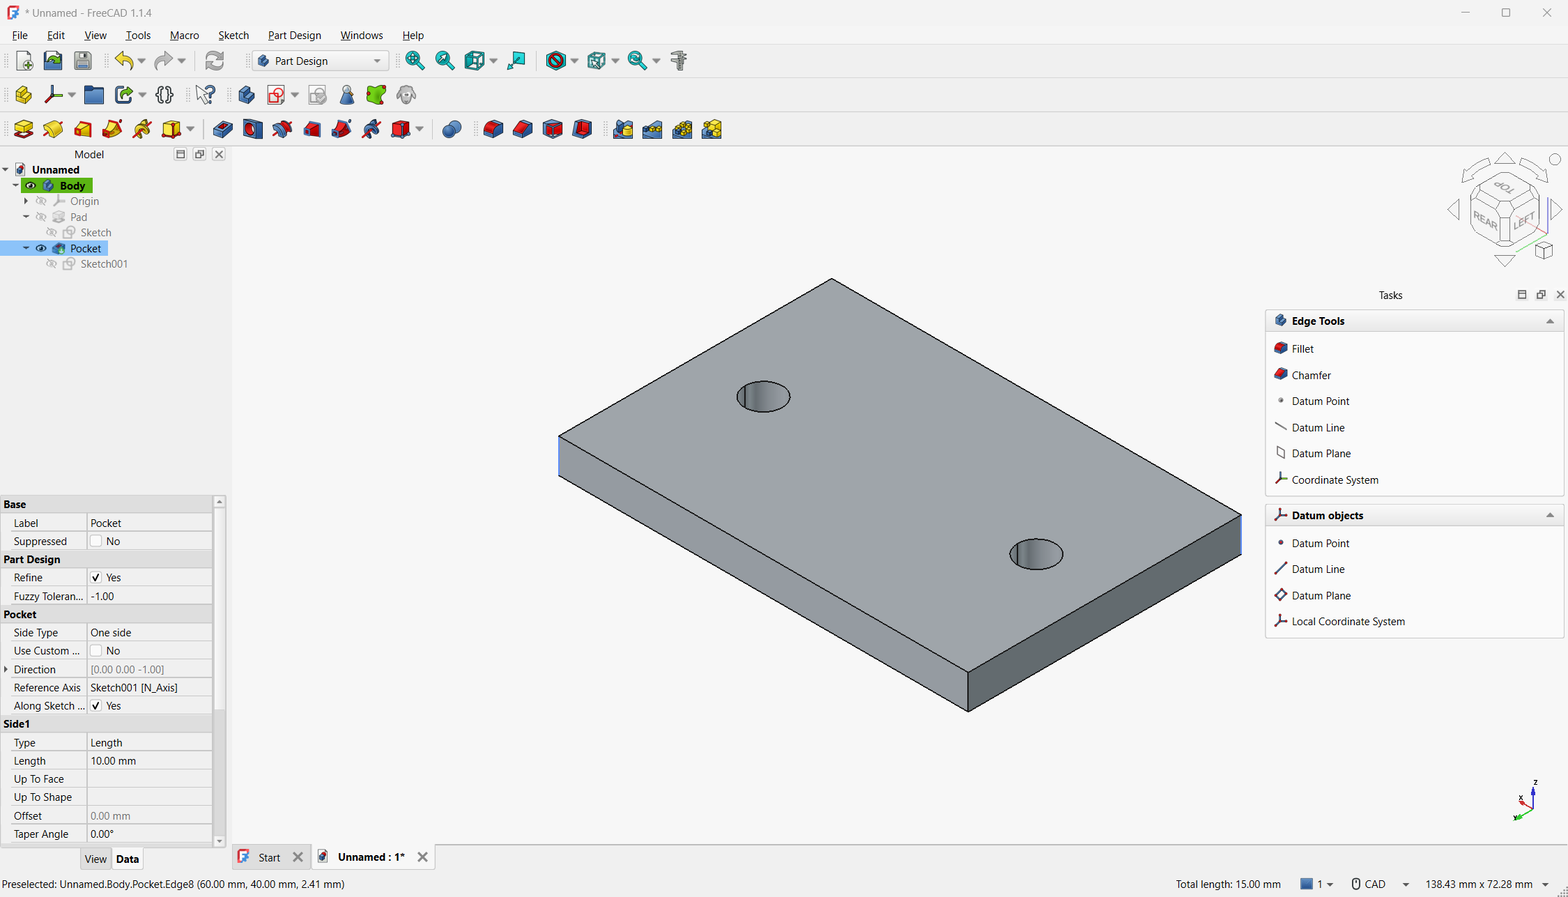 * Unnamed - FreeCAD 1.1.4
File Edit View Tools Macro Sketch Part Design Windows Help
Part Design
Model
Unnamed
Body
Origin
Pad
Sketch
Pocket
Sketch001
TOP
REAR
LEFT
Tasks
Edge Tools
Fillet
Chamfer
Datum Point
Datum Line
Datum Plane
Coordinate System
Datum objects
Datum Point
Datum Line
Datum Plane
Local Coordinate System
Base
Label Pocket
Suppressed No
Part Design
Refine Yes
Fuzzy Toleran... -1.00
Pocket
Side Type One side
Use Custom ... No
Direction [0.00 0.00 -1.00]
Reference Axis Sketch001 [N_Axis]
Along Sketch ... Yes
Side1
Type Length
Length 10.00 mm
Up To Face
Up To Shape
Offset 0.00 mm
Taper Angle 0.00°
z
x
y
View Data
Start
Unnamed : 1*
Preselected: Unnamed.Body.Pocket.Edge8 (60.00 mm, 40.00 mm, 2.41 mm)
Total length: 15.00 mm 1 CAD 138.43 mm x 72.28 mm